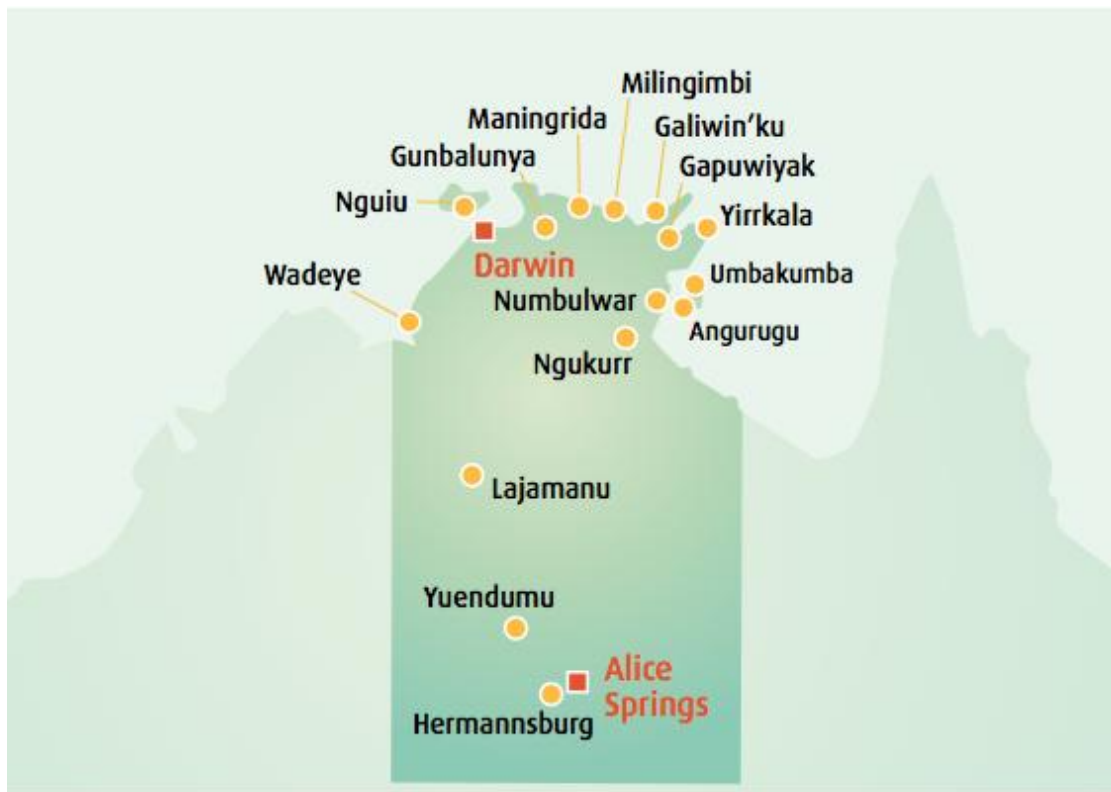 Milingimbi
Maningrida
Galiwin’ku
Gunbalunya
Gapuwiyak
Nguiu
Yirrkala
Darwin
Wadeye
Umbakumba
Numbulwar
Angurugu
Ngukurr
Lajamanu
Yuendumu
Alice
Springs
Hermannsburg